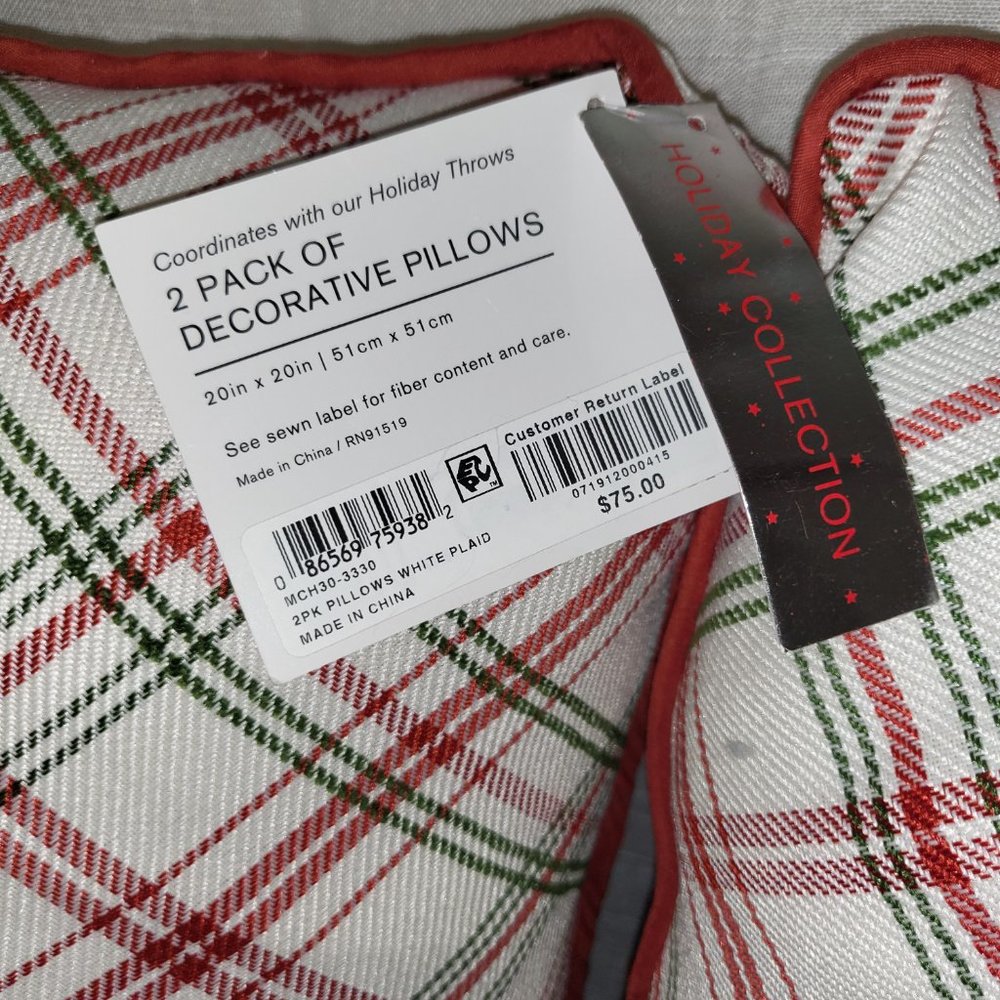 Coordinates with our Holiday Throws
2 PACK OF
DECORATIVE PILLOWS
20in x 20in | 51cm x 51cm
See sewn label for fiber content and care.
Made in China / RN91519
Customer Return Label
071912000415
$75.00
0 86569 75938 2
MCH30-3330
2PK PILLOWS WHITE PLAID
MADE IN CHINA
HOLIDAY COLLECTION